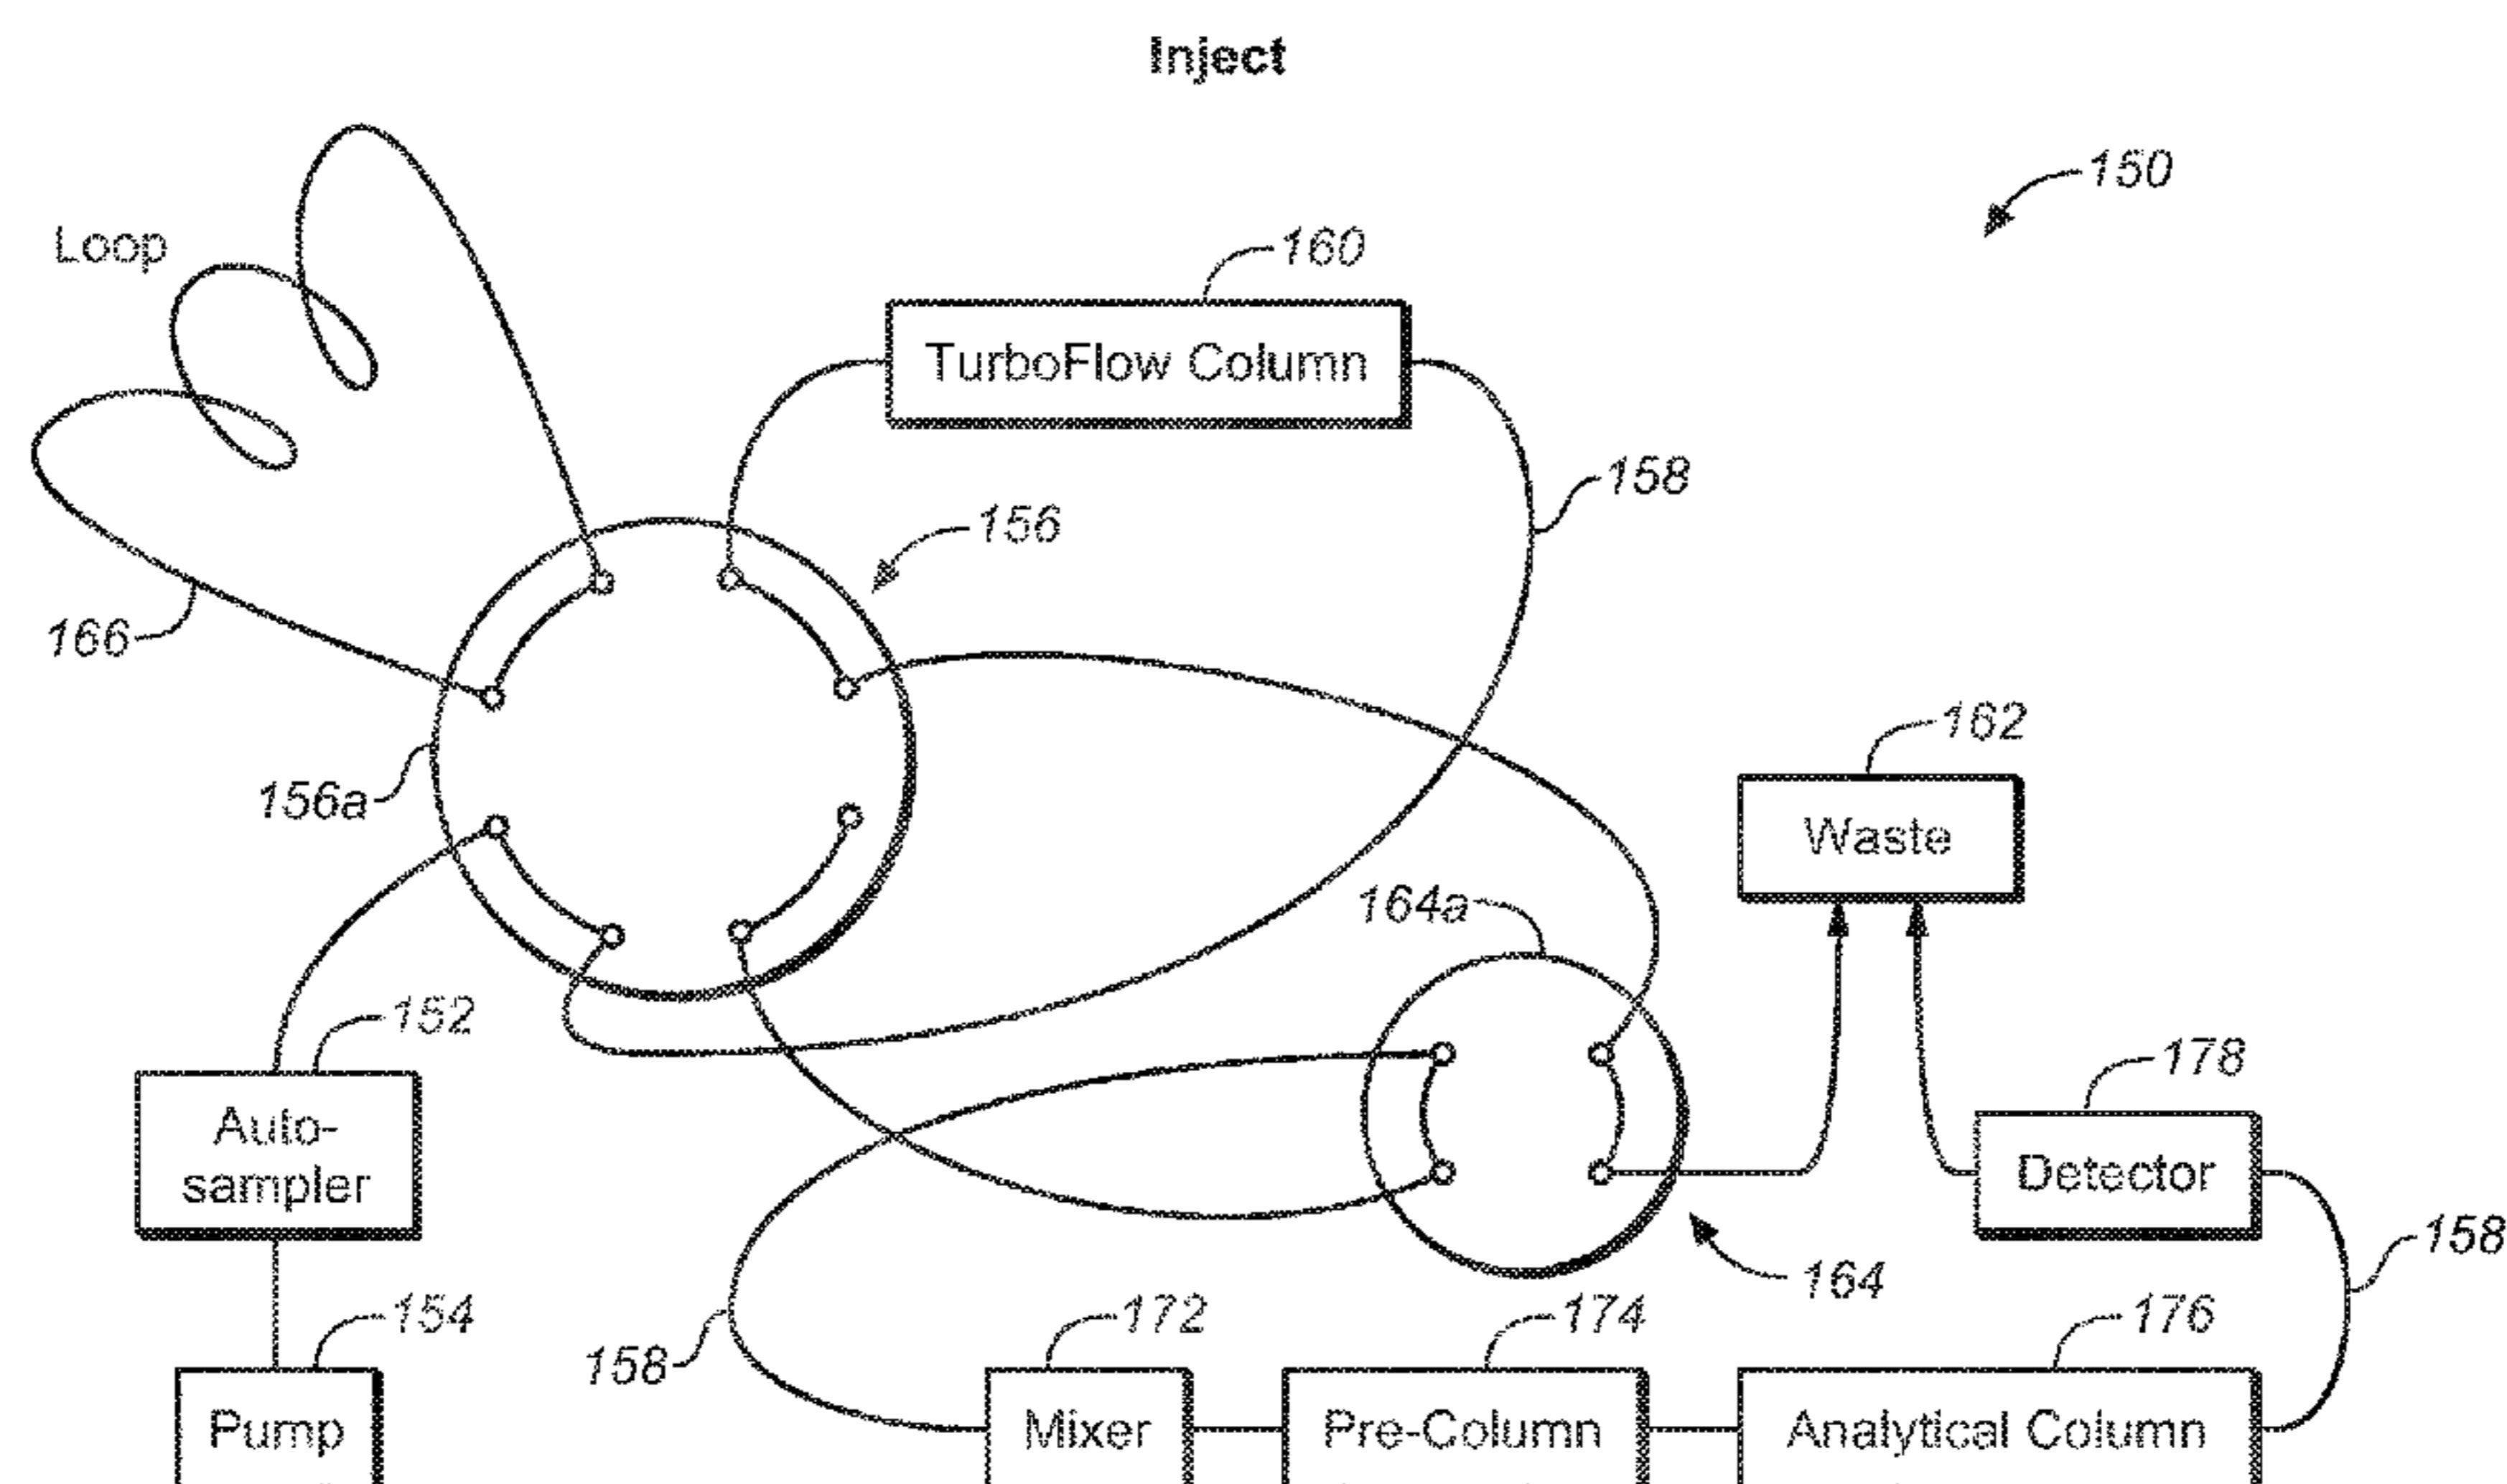 Inject
150
Loop
160
TurboFlow Column
158
156
166
162
156a
Waste
164a
152
Auto-
sampler
178
Detector
158
164
154
172
174
176
158
Pump
Mixer
Pre-Column
Analytical Column